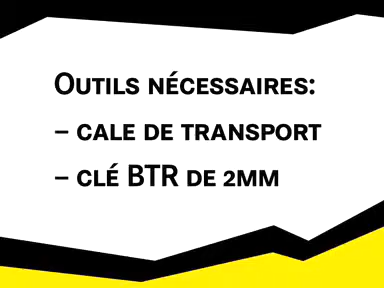 Outils nécessaires:
– cale de transport
– clé BTR de 2mm